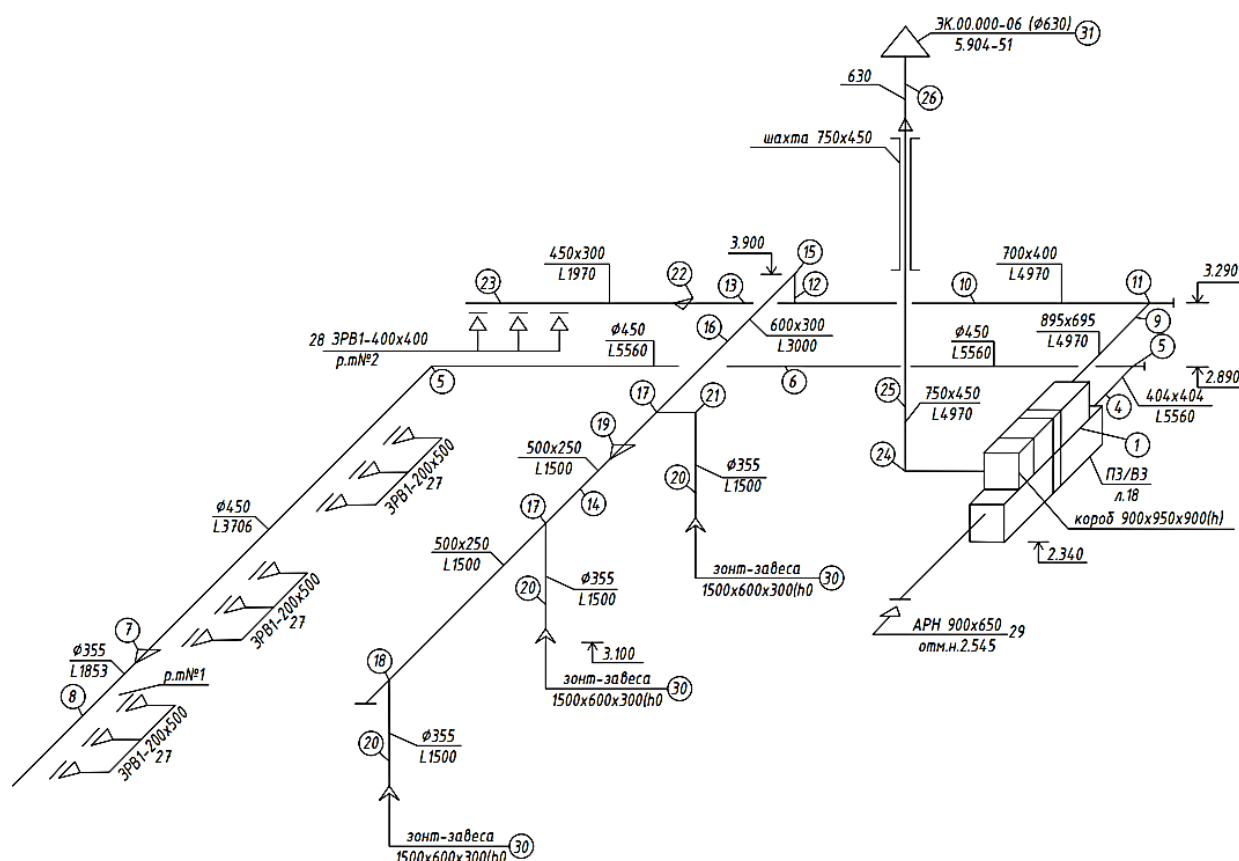 ЭК.00.000-06 (ф630)
31
5.904-51
630
26
шахта 750х450
3.900
15
450х300
L1970
22
23
13
12
700х400
L4970
10
11
3.290
28 ЗРВ1-400х400
р.т№2
16
600х300
L3000
895х695
L4970
9
5
ф450
L5560
5
6
ф450
L5560
2.890
404х404
L5560
4
25
750х450
L4970
17
21
19
1
24
500х250
L1500
ф355
L1500
20
П3/В3
л.18
ЗРВ1-200х500
27
14
17
короб 900х950х900(h)
ф450
L3706
2.340
500х250
L1500
ф355
L1500
20
зонт-завеса
30
1500х600х300(h0
ЗРВ1-200х500
27
АРН 900х650
29
отм.н.2.545
7
ф355
L1853
р.т№1
8
3.100
18
зонт-завеса
30
1500х600х300(h0
ЗРВ1-200х500
27
ф355
L1500
20
зонт-завеса
30
1500х600х300(h0